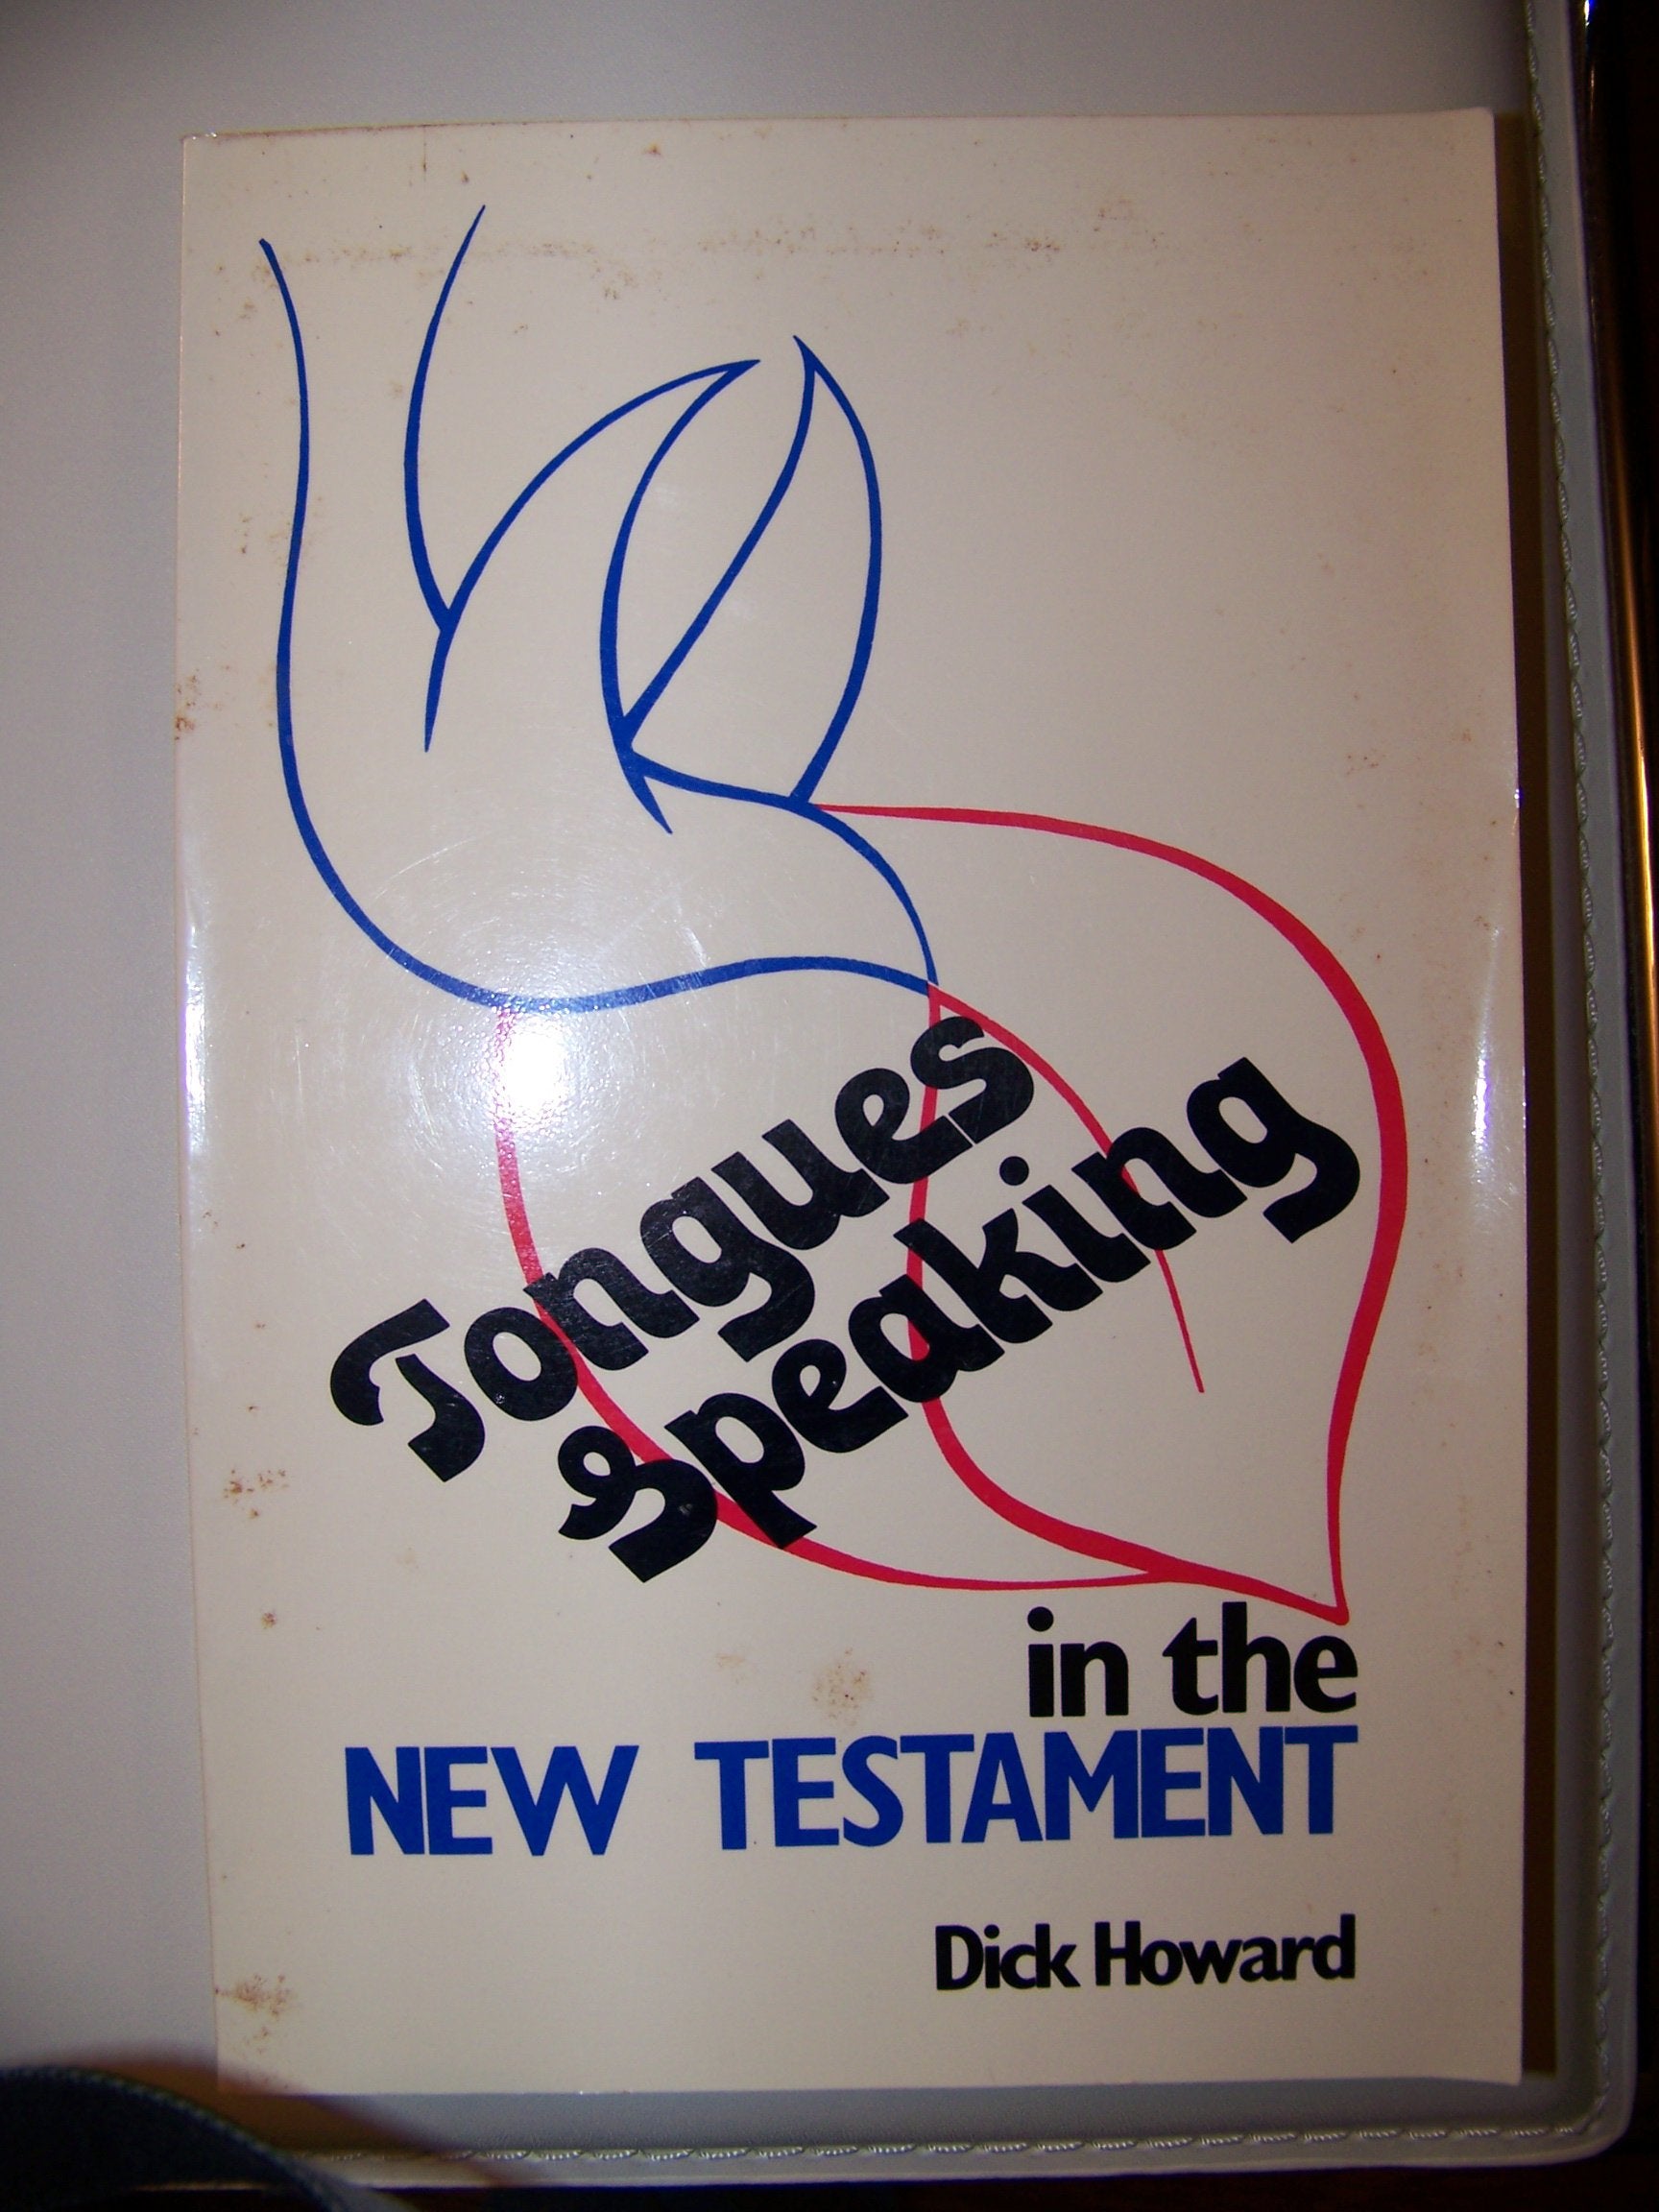 Tongues
Speaking
in the
NEW TESTAMENT
Dick Howard